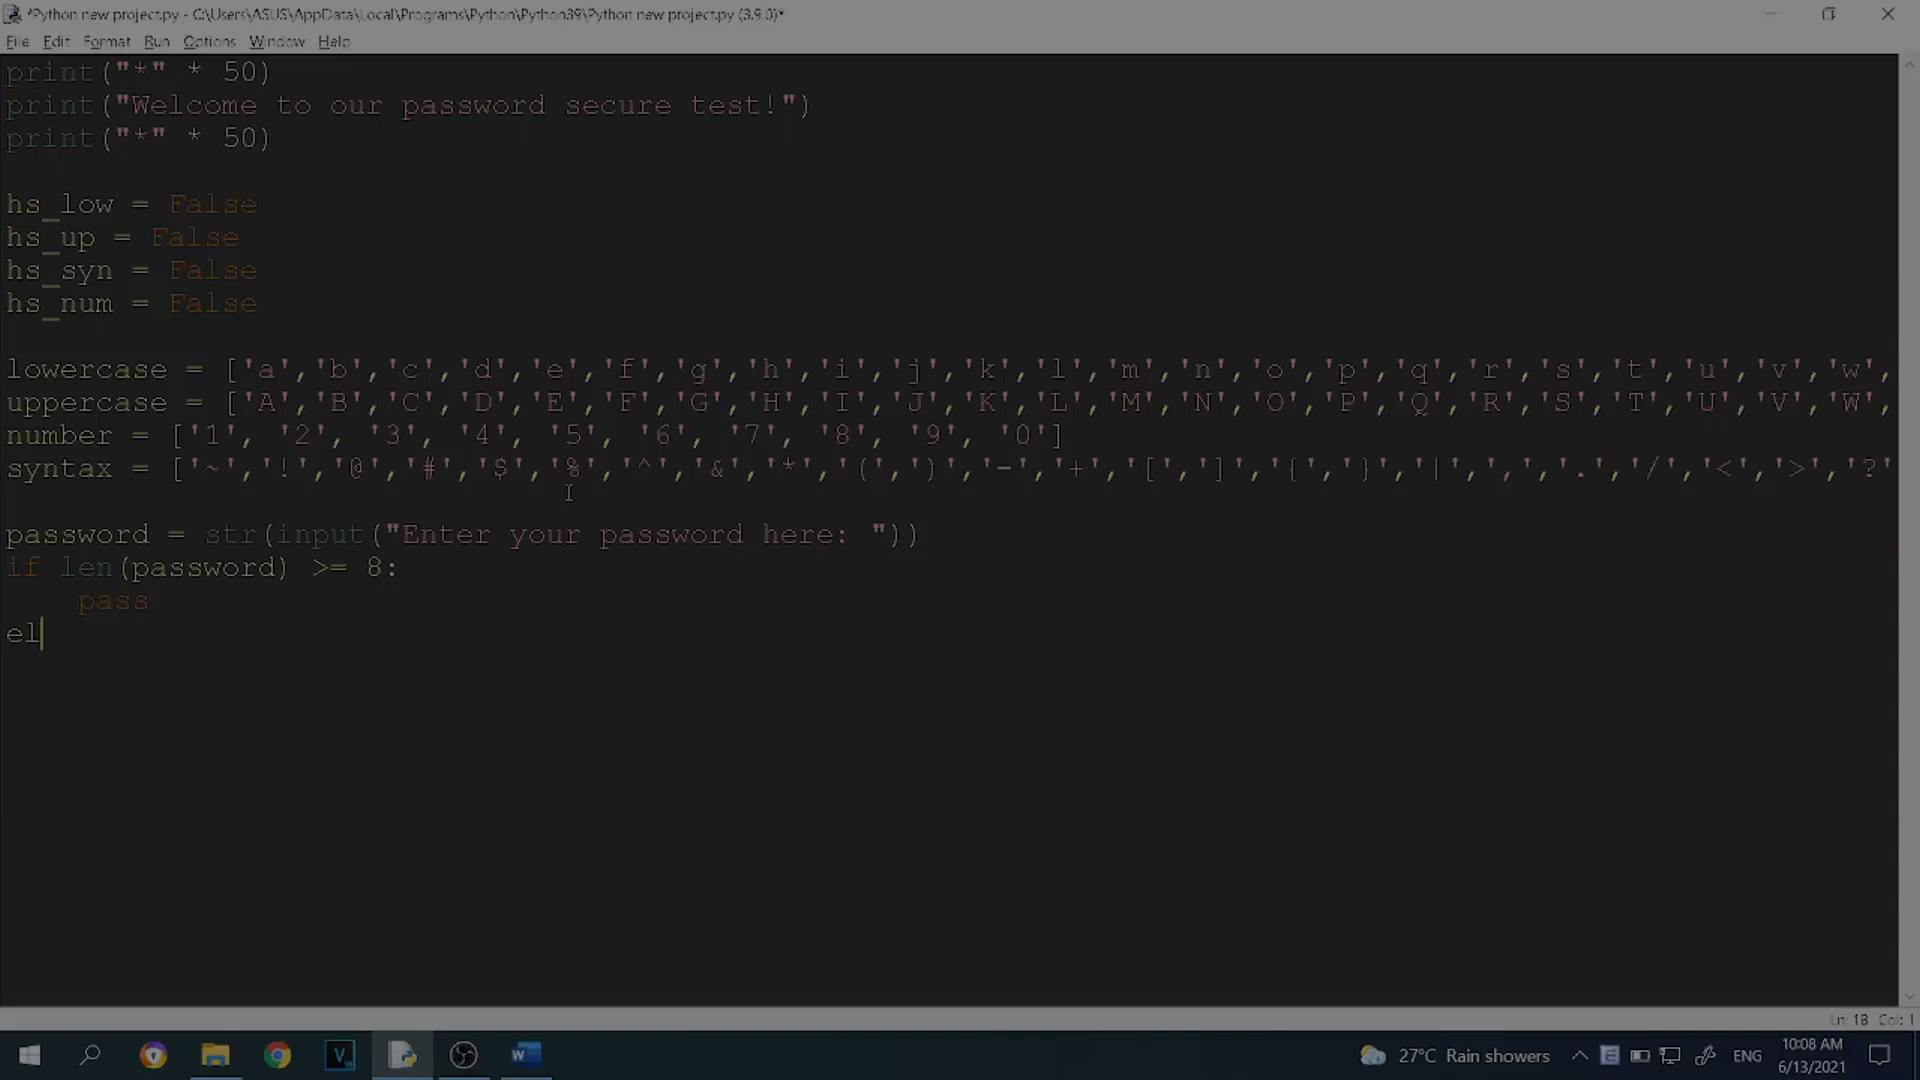 *Python new project.py - C:\Users\ASUS\AppData\Local\Programs\Python\Python39\Python new project.py (3.9.0)*
File Edit Format Run Options Window Help
print("*" * 50)
print("Welcome to our password secure test!")
print("*" * 50)
hs_low = False
hs_up = False
hs_syn = False
hs_num = False
lowercase = ['a','b','c','d','e','f','g','h','i','j','k','l','m','n','o','p','q','r','s','t','u','v','w',
uppercase = ['A','B','C','D','E','F','G','H','I','J','K','L','M','N','O','P','Q','R','S','T','U','V','W',
number = ['1', '2', '3', '4', '5', '6', '7', '8', '9', '0']
syntax = ['~','!','@','#','$','%','^','&','*','(',')','-','+','[',']','{','}','|',',','.','/','<','>','?'
password = str(input("Enter your password here: "))
if len(password) >= 8:
    pass
el
Ln: 18 Col: 1
27°C Rain showers ENG 10:08 AM
6/13/2021